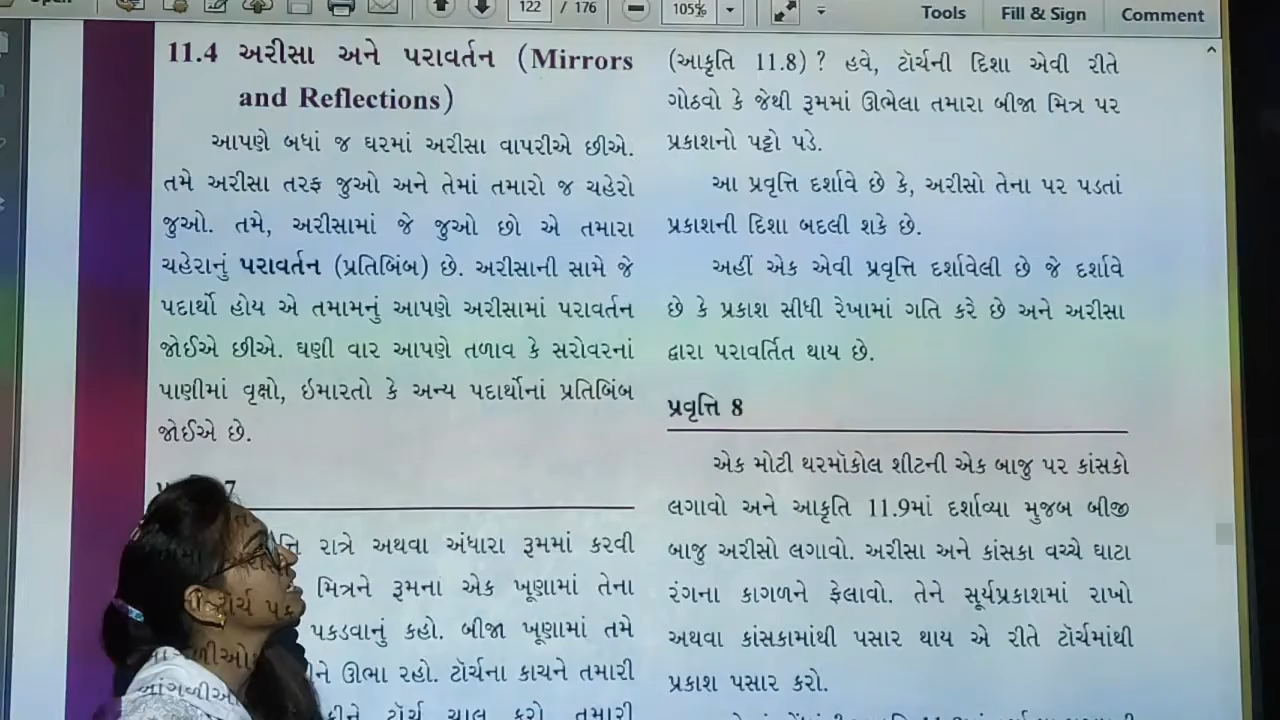 122 / 176
105%
Tools
Fill & Sign
Comment
11.4 અરીસા અને પરાવર્તન (Mirrors
and Reflections)
આપણે બધાં જ ઘરમાં અરીસા વાપરીએ છીએ.
તમે અરીસા તરફ જુઓ અને તેમાં તમારો જ ચહેરો
જુઓ. તમે, અરીસામાં જે જુઓ છો એ તમારા
ચહેરાનું પરાવર્તન (પ્રતિબિંબ) છે. અરીસાની સામે જે
પદાર્થો હોય એ તમામનું આપણે અરીસામાં પરાવર્તન
જોઈએ છીએ. ઘણી વાર આપણે તળાવ કે સરોવરનાં
પાણીમાં વૃક્ષો, ઇમારતો કે અન્ય પદાર્થોનાં પ્રતિબિંબ
જોઈએ છે.
7
રાત્રે અથવા અંધારા રૂમમાં કરવી
મિત્રને રૂમના એક ખૂણામાં તેના
પકડવાનું કહો. બીજા ખૂણામાં તમે
ઊભા રહો. ટૉર્ચના કાચને તમારી
ટૉર્ચ ચાલુ કરો. તમારી
(આકૃતિ 11.8) ? હવે, ટૉર્ચની દિશા એવી રીતે
ગોઠવો કે જેથી રૂમમાં ઊભેલા તમારા બીજા મિત્ર પર
પ્રકાશનો પટ્ટો પડે.
આ પ્રવૃત્તિ દર્શાવે છે કે, અરીસો તેના પર પડતાં
પ્રકાશની દિશા બદલી શકે છે.
અહીં એક એવી પ્રવૃત્તિ દર્શાવેલી છે જે દર્શાવે
છે કે પ્રકાશ સીધી રેખામાં ગતિ કરે છે અને અરીસા
દ્વારા પરાવર્તિત થાય છે.
પ્રવૃત્તિ 8
એક મોટી થરમૉકોલ શીટની એક બાજુ પર કાંસકો
લગાવો અને આકૃતિ 11.9માં દર્શાવ્યા મુજબ બીજી
બાજુ અરીસો લગાવો. અરીસા અને કાંસકા વચ્ચે ઘાટા
રંગના કાગળને ફેલાવો. તેને સૂર્યપ્રકાશમાં રાખો
અથવા કાંસકામાંથી પસાર થાય એ રીતે ટૉર્ચમાંથી
પ્રકાશ પસાર કરો.